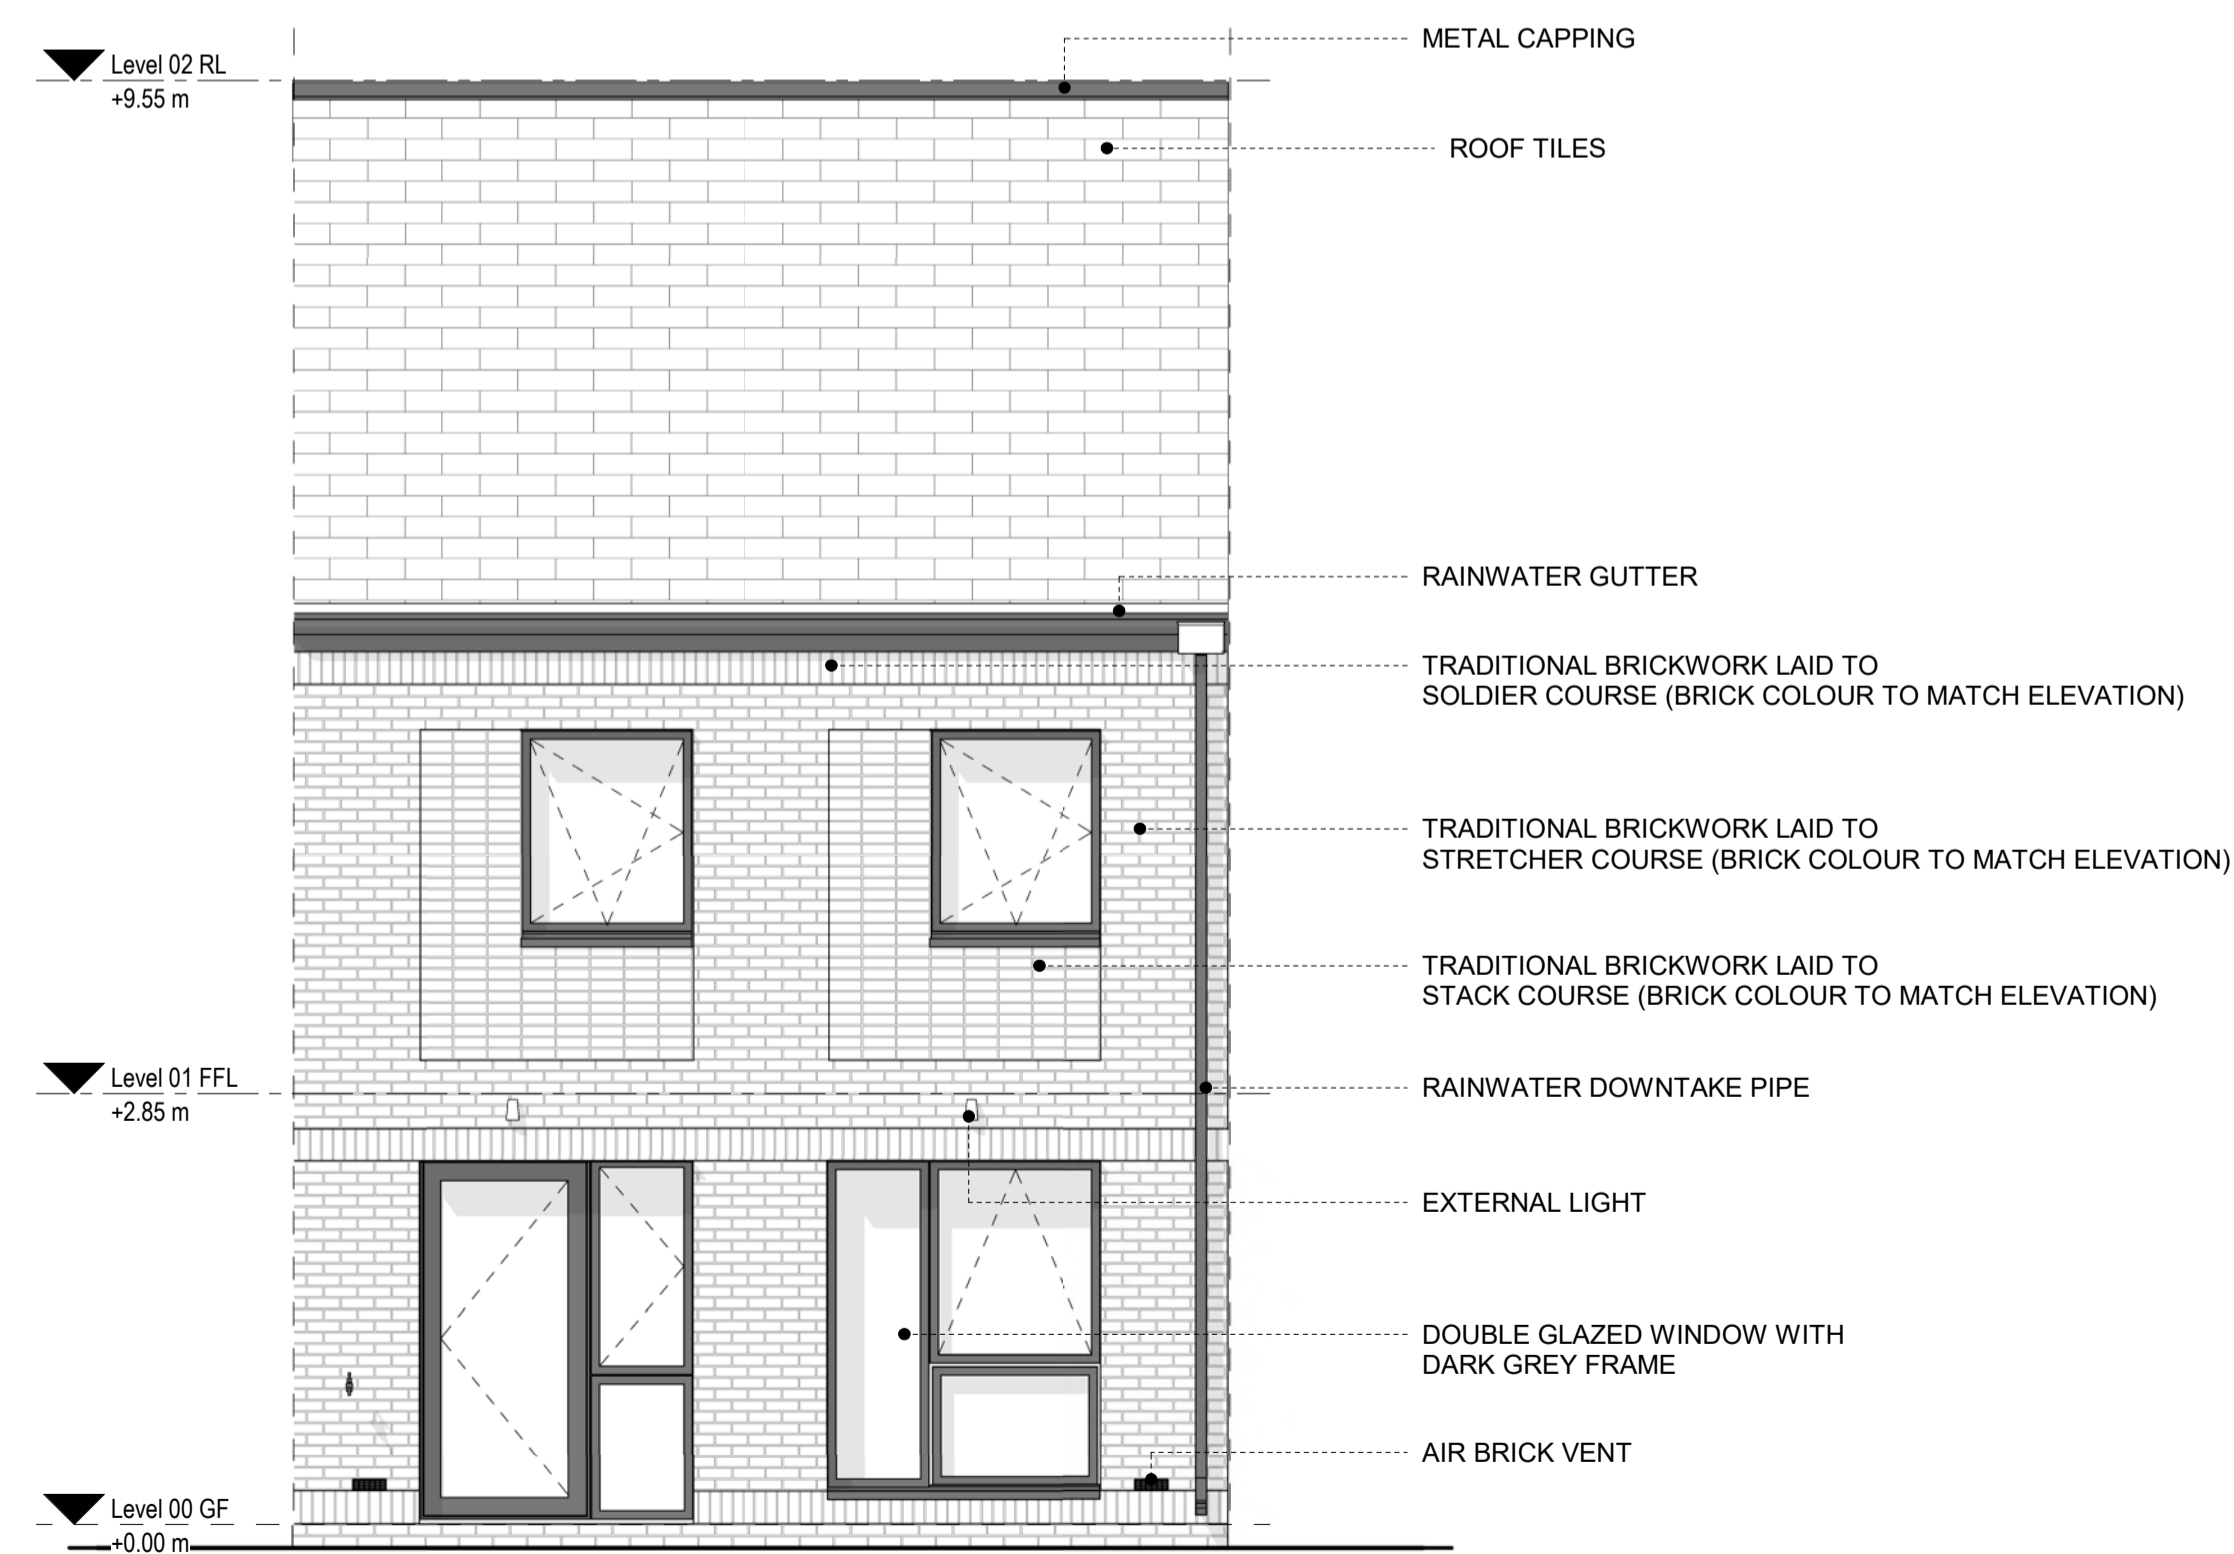 METAL CAPPING
Level 02 RL
+9.55 m
ROOF TILES
RAINWATER GUTTER
TRADITIONAL BRICKWORK LAID TO
SOLDIER COURSE (BRICK COLOUR TO MATCH ELEVATION)
TRADITIONAL BRICKWORK LAID TO
STRETCHER COURSE (BRICK COLOUR TO MATCH ELEVATION)
TRADITIONAL BRICKWORK LAID TO
STACK COURSE (BRICK COLOUR TO MATCH ELEVATION)
Level 01 FFL
+2.85 m
RAINWATER DOWNTAKE PIPE
EXTERNAL LIGHT
DOUBLE GLAZED WINDOW WITH
DARK GREY FRAME
AIR BRICK VENT
Level 00 GF
+0.00 m